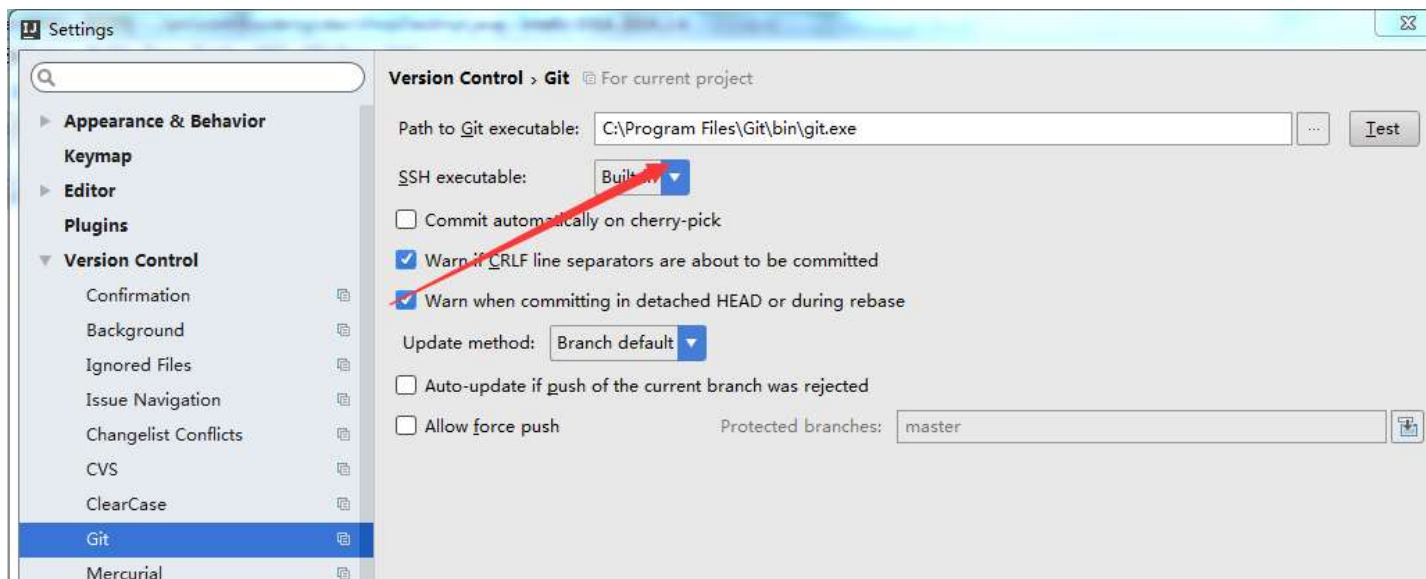 Settings
Version Control › Git For current project
Appearance & Behavior
Keymap
Editor
Plugins
Version Control
Confirmation
Background
Ignored Files
Issue Navigation
Changelist Conflicts
CVS
ClearCase
Git
Mercurial
Path to Git executable: C:\Program Files\Git\bin\git.exe ... Test
SSH executable: Built-in
Commit automatically on cherry-pick
Warn if CRLF line separators are about to be committed
Warn when committing in detached HEAD or during rebase
Update method: Branch default
Auto-update if push of the current branch was rejected
Allow force push Protected branches: master